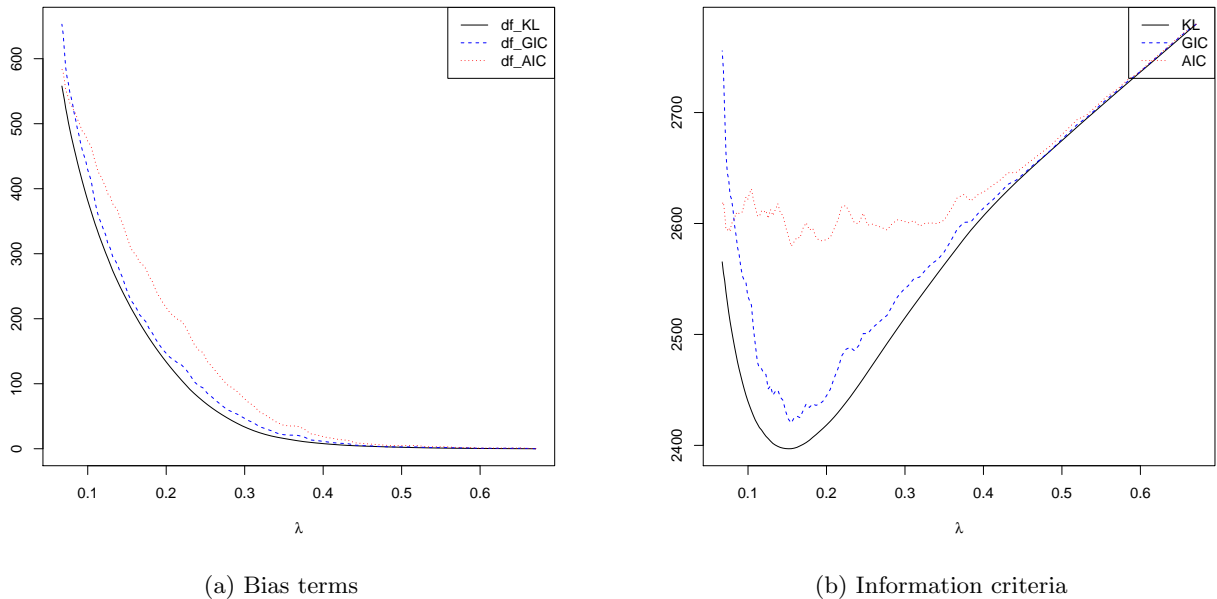 df_KL
df_GIC
df_AIC
600
500
400
300
200
100
0
0.1 0.2 0.3 0.4 0.5 0.6
λ
(a) Bias terms
KL
GIC
AIC
2700
2600
2500
2400
0.1 0.2 0.3 0.4 0.5 0.6
λ
(b) Information criteria